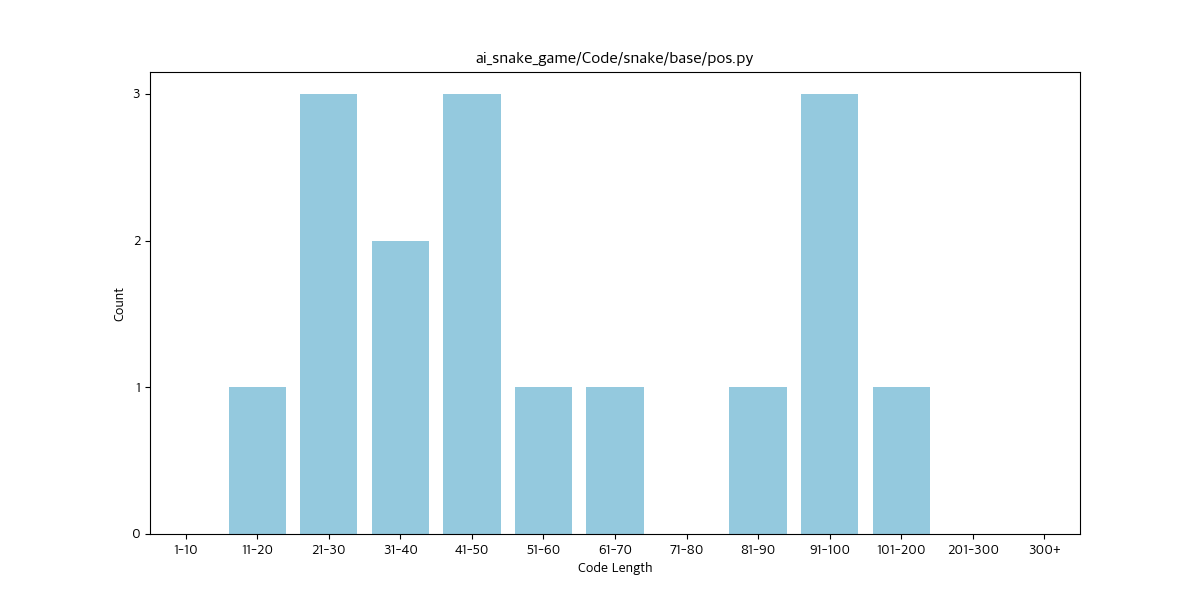 ai_snake_game/Code/snake/base/pos.py
3
2
1
0
Count
1-10 11-20 21-30 31-40 41-50 51-60 61-70 71-80 81-90 91-100 101-200 201-300 300+
Code Length